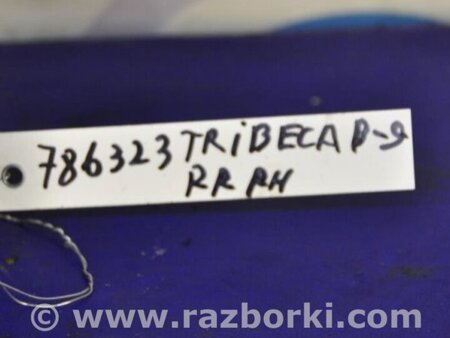 786323 TRiBECA P-9
RR RH
© www.razborki.com